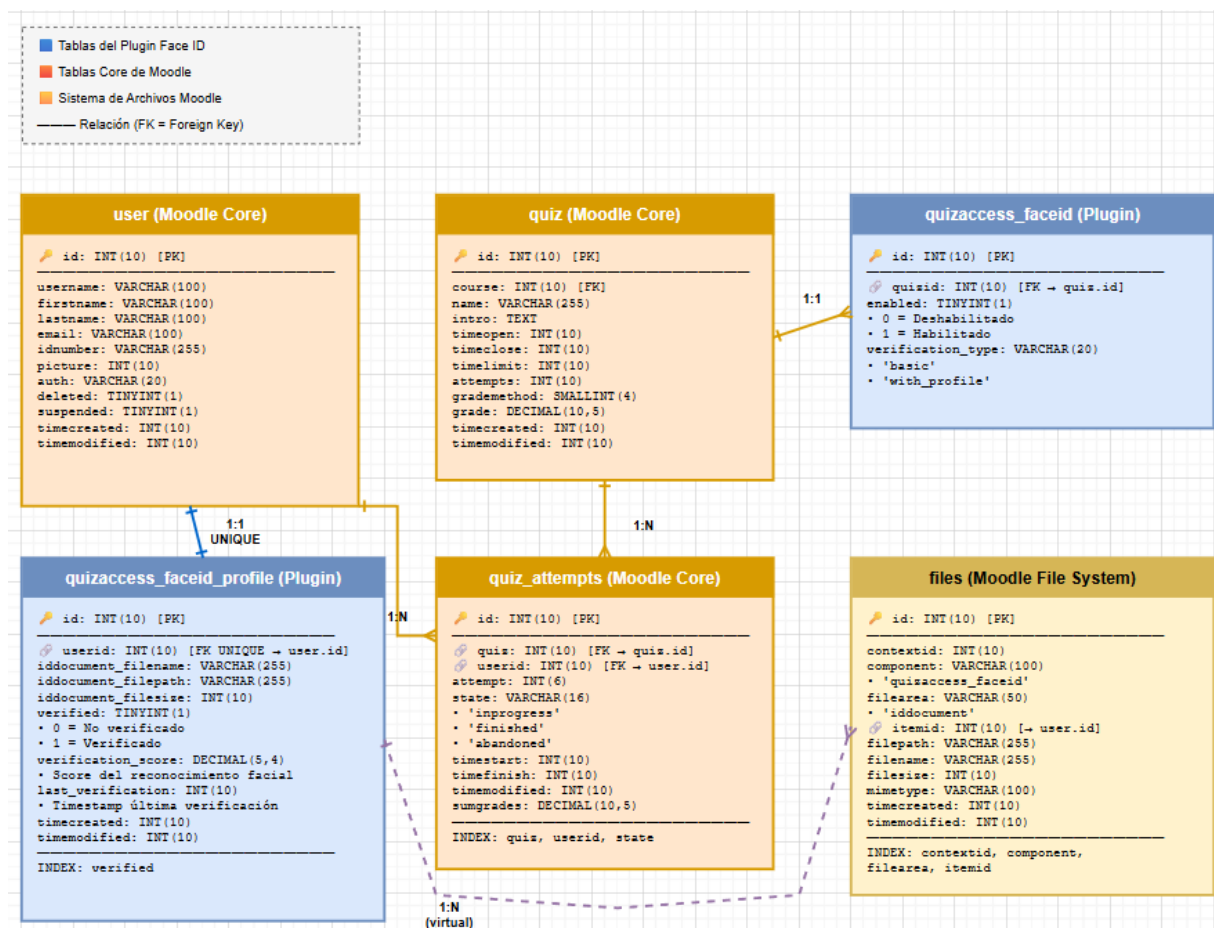 Tablas del Plugin Face ID
Tablas Core de Moodle
Sistema de Archivos Moodle
——— Relación (FK = Foreign Key)
user (Moodle Core)
id: INT(10) [PK]
username: VARCHAR(100)
firstname: VARCHAR(100)
lastname: VARCHAR(100)
email: VARCHAR(100)
idnumber: VARCHAR(255)
picture: INT(10)
auth: VARCHAR(20)
deleted: TINYINT(1)
suspended: TINYINT(1)
timecreated: INT(10)
timemodified: INT(10)
quiz (Moodle Core)
id: INT(10) [PK]
course: INT(10) [FK]
name: VARCHAR(255)
intro: TEXT
timeopen: INT(10)
timeclose: INT(10)
timelimit: INT(10)
attempts: INT(10)
grademethod: SMALLINT(4)
grade: DECIMAL(10,5)
timecreated: INT(10)
timemodified: INT(10)
1:1
quizaccess_faceid (Plugin)
id: INT(10) [PK]
quizid: INT(10) [FK → quiz.id]
enabled: TINYINT(1)
• 0 = Deshabilitado
• 1 = Habilitado
verification_type: VARCHAR(20)
• 'basic'
• 'with_profile'
1:1
UNIQUE
1:N
quizaccess_faceid_profile (Plugin)
id: INT(10) [PK]
userid: INT(10) [FK UNIQUE → user.id]
iddocument_filename: VARCHAR(255)
iddocument_filepath: VARCHAR(255)
iddocument_filesize: INT(10)
verified: TINYINT(1)
• 0 = No verificado
• 1 = Verificado
verification_score: DECIMAL(5,4)
• Score del reconocimiento facial
last_verification: INT(10)
• Timestamp última verificación
timecreated: INT(10)
timemodified: INT(10)
INDEX: verified
1:N
quiz_attempts (Moodle Core)
id: INT(10) [PK]
quiz: INT(10) [FK → quiz.id]
userid: INT(10) [FK → user.id]
attempt: INT(6)
state: VARCHAR(16)
• 'inprogress'
• 'finished'
• 'abandoned'
timestart: INT(10)
timefinish: INT(10)
timemodified: INT(10)
sumgrades: DECIMAL(10,5)
INDEX: quiz, userid, state
files (Moodle File System)
id: INT(10) [PK]
contextid: INT(10)
component: VARCHAR(100)
• 'quizaccess_faceid'
filearea: VARCHAR(50)
• 'iddocument'
itemid: INT(10) [→ user.id]
filepath: VARCHAR(255)
filename: VARCHAR(255)
filesize: INT(10)
mimetype: VARCHAR(100)
timecreated: INT(10)
timemodified: INT(10)
INDEX: contextid, component,
filearea, itemid
1:N
(virtual)